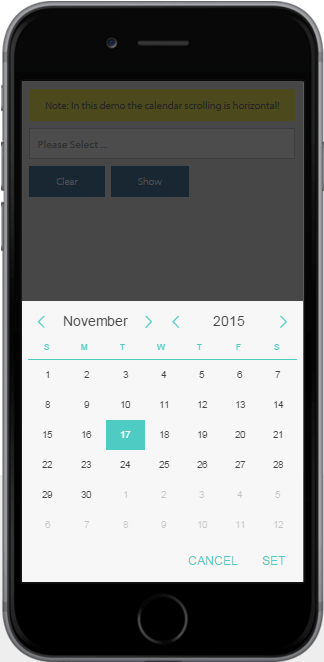 Note: In this demo the calendar scrolling is horizontal!
Please Select ...
Clear Show
November 2015
S M T W T F S
1 2 3 4 5 6 7
8 9 10 11 12 13 14
15 16 17 18 19 20 21
22 23 24 25 26 27 28
29 30 1 2 3 4 5
6 7 8 9 10 11 12
CANCEL SET